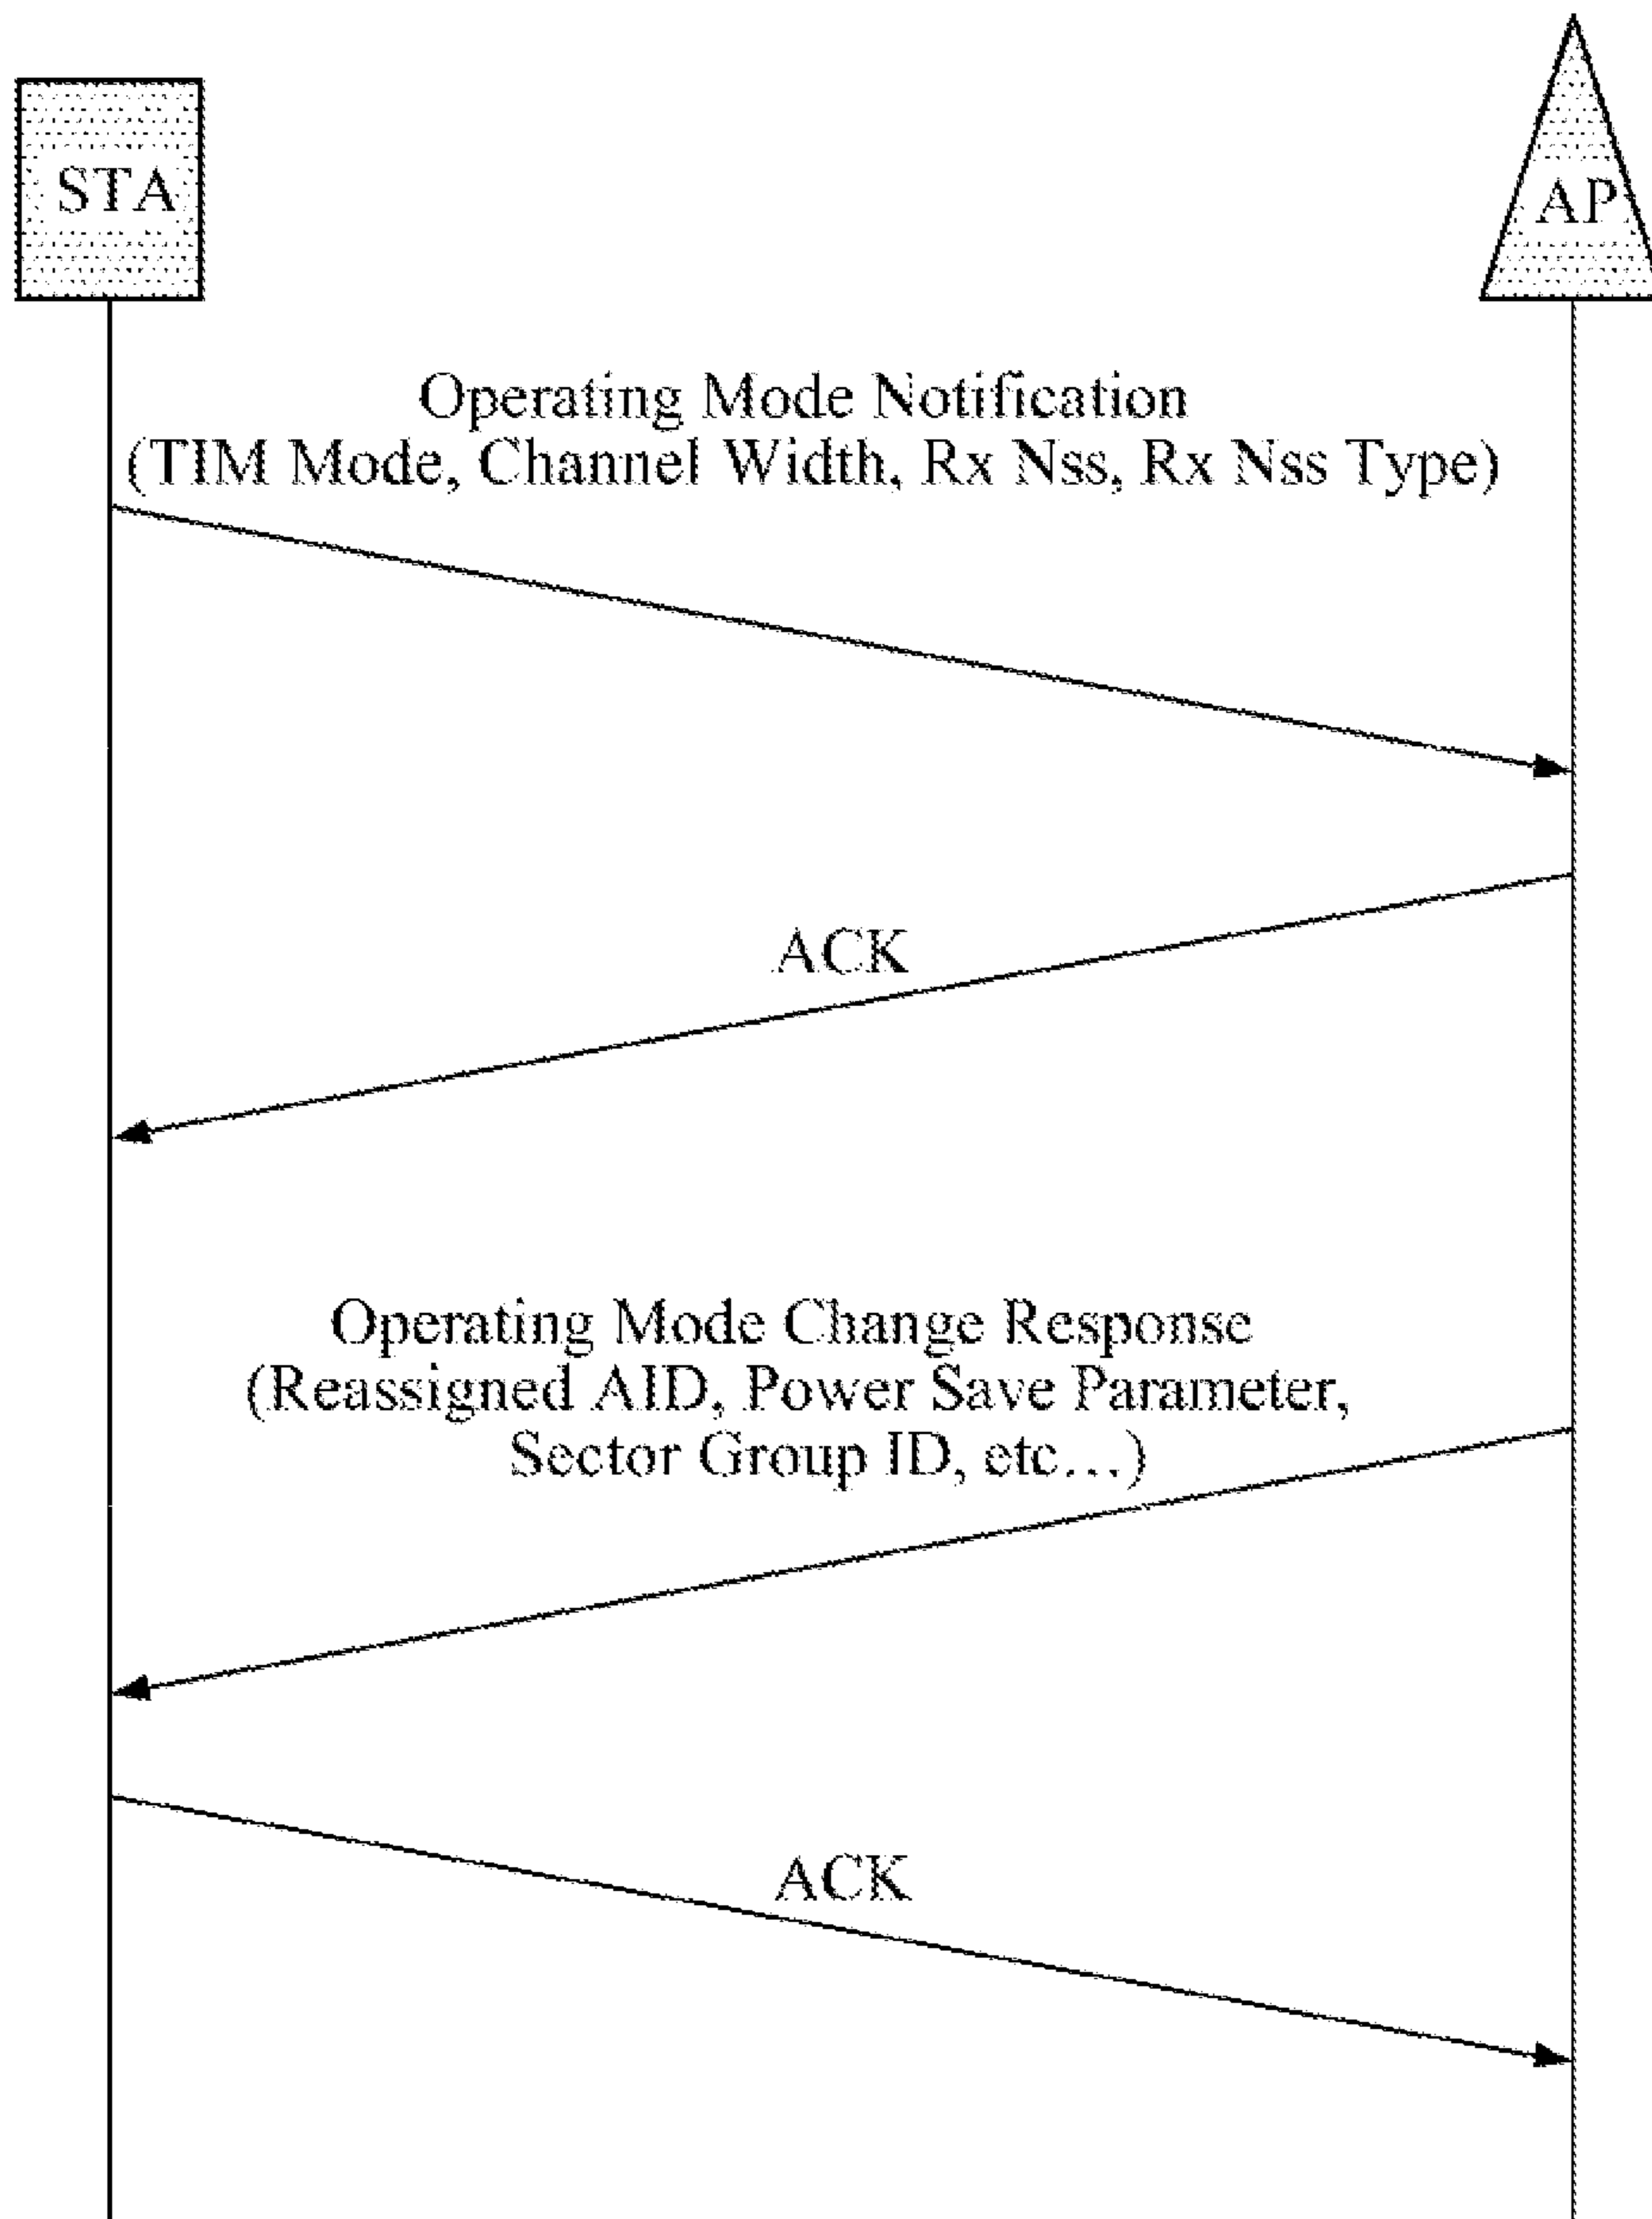 STA
AP
Operating Mode Notification
(TIM Mode, Channel Width, Rx Nss, Rx Nss Type)
ACK
Operating Mode Change Response
(Reassigned AID, Power Save Parameter,
Sector Group ID, etc...)
ACK